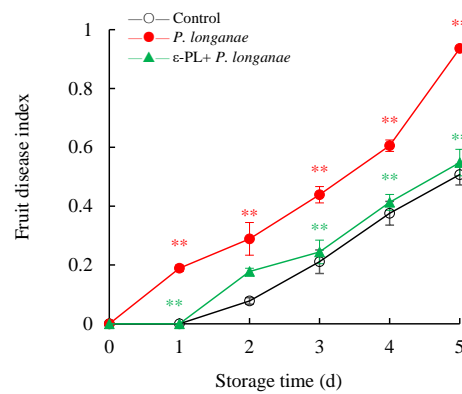 Control
P. longanae
ε-PL+ P. longanae
Fruit disease index
1
0.8
0.6
0.4
0.2
0
**
**
**
**
**
**
**
**
**
0 1 2 3 4 5
Storage time (d)